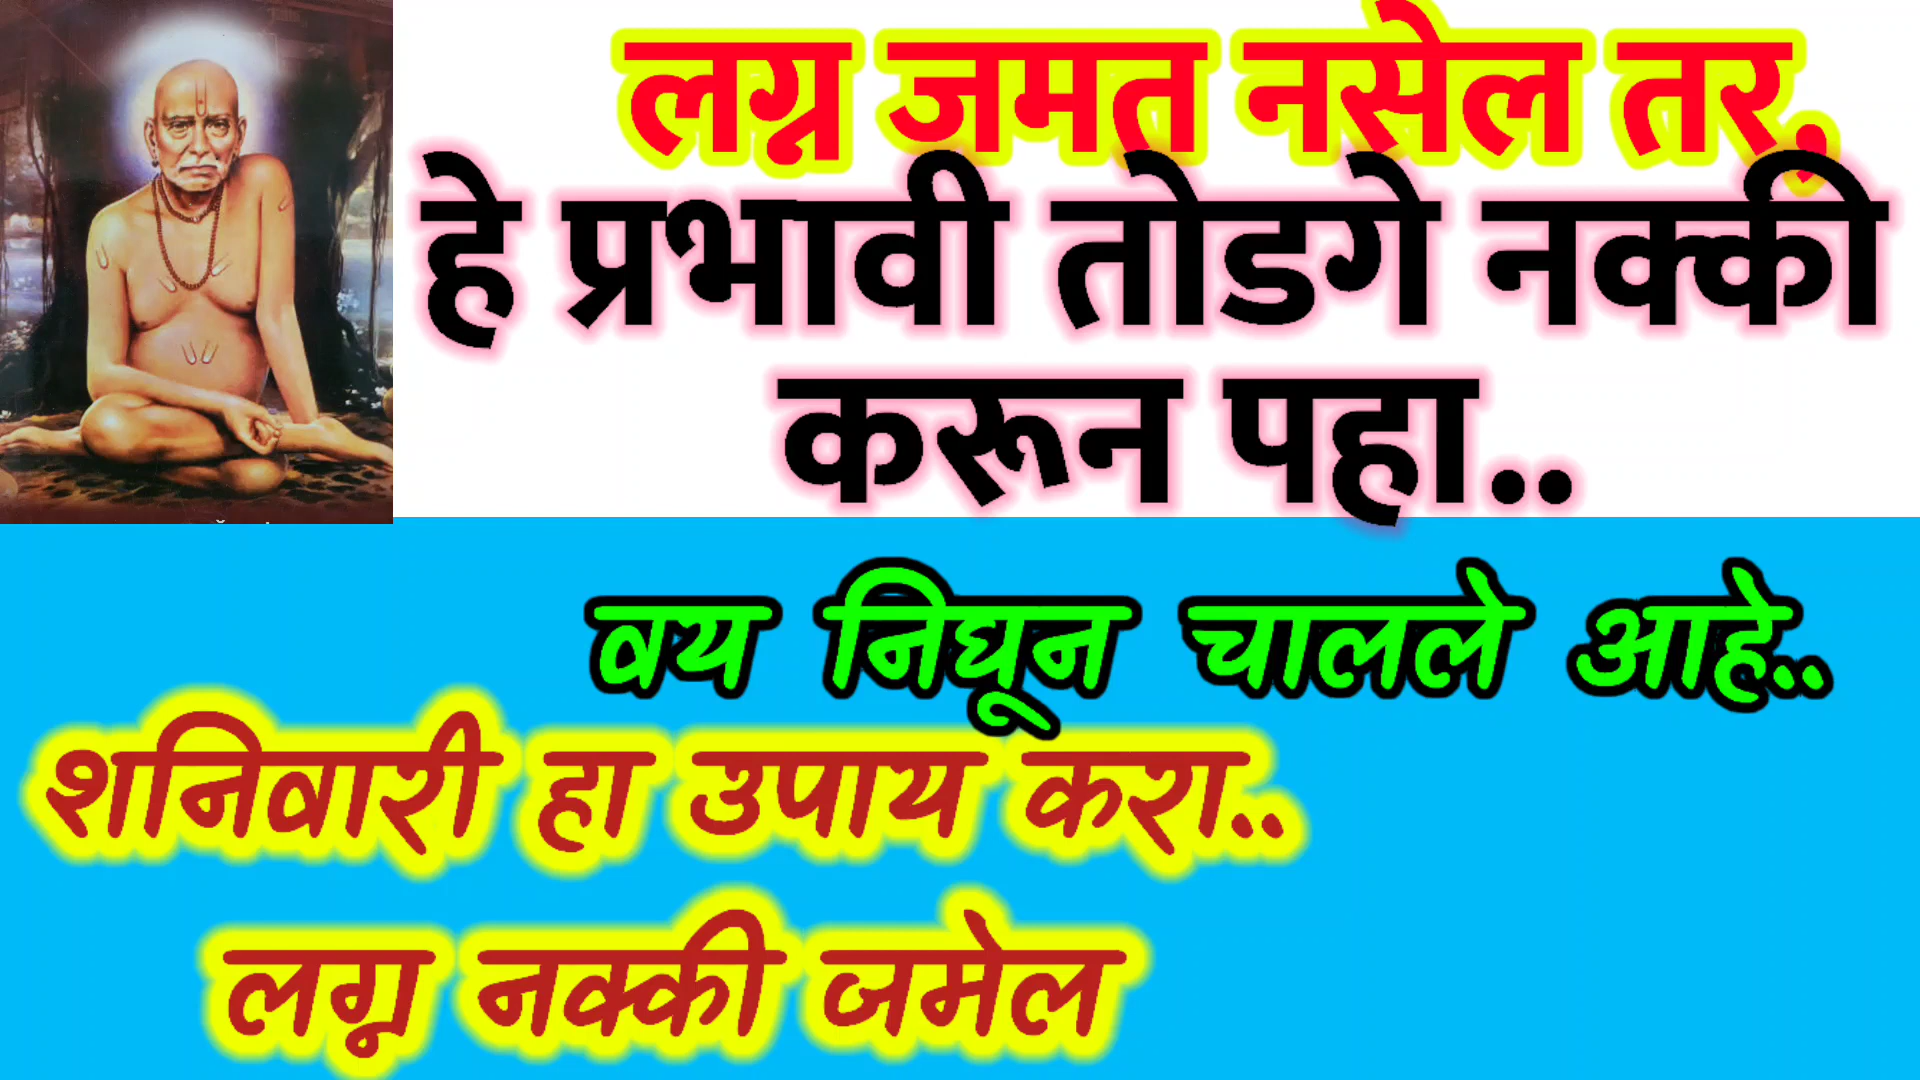 लग्न जमत नसेल तर.
हे प्रभावी तोडगे नक्की
करून पहा..
वय निघून चालले आहे..
शनिवारी हा उपाय करा..
लग्न नक्की जमेल